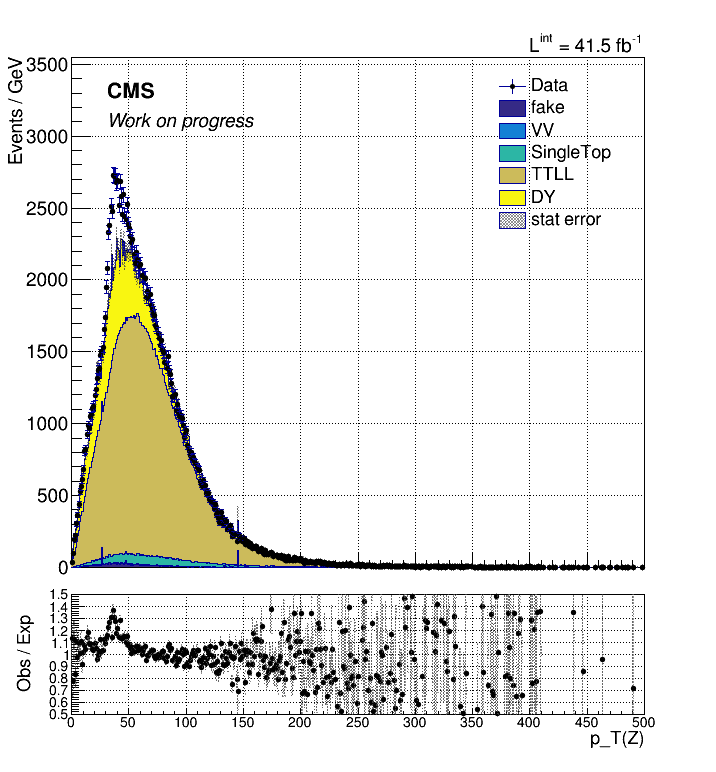 L^int = 41.5 fb^-1
Events / GeV
3500
3000
2500
2000
1500
1000
500
0
CMS
Work on progress
Data
fake
VV
SingleTop
TTLL
DY
stat error
Obs / Exp
1.5
1.4
1.3
1.2
1.1
1
0.9
0.8
0.7
0.6
0.5
0 50 100 150 200 250 300 350 400 450 500
p_T(Z)